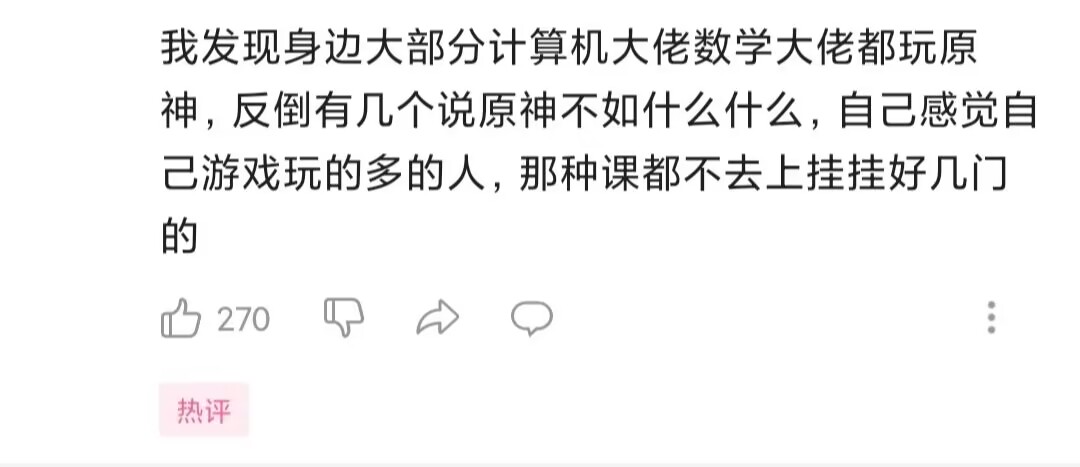 我发现身边大部分计算机大佬数学大佬都玩原
神，反倒有几个说原神不如什么什么，自己感觉自
己游戏玩的多的人，那种课都不去上挂挂好几门
的
270
热评